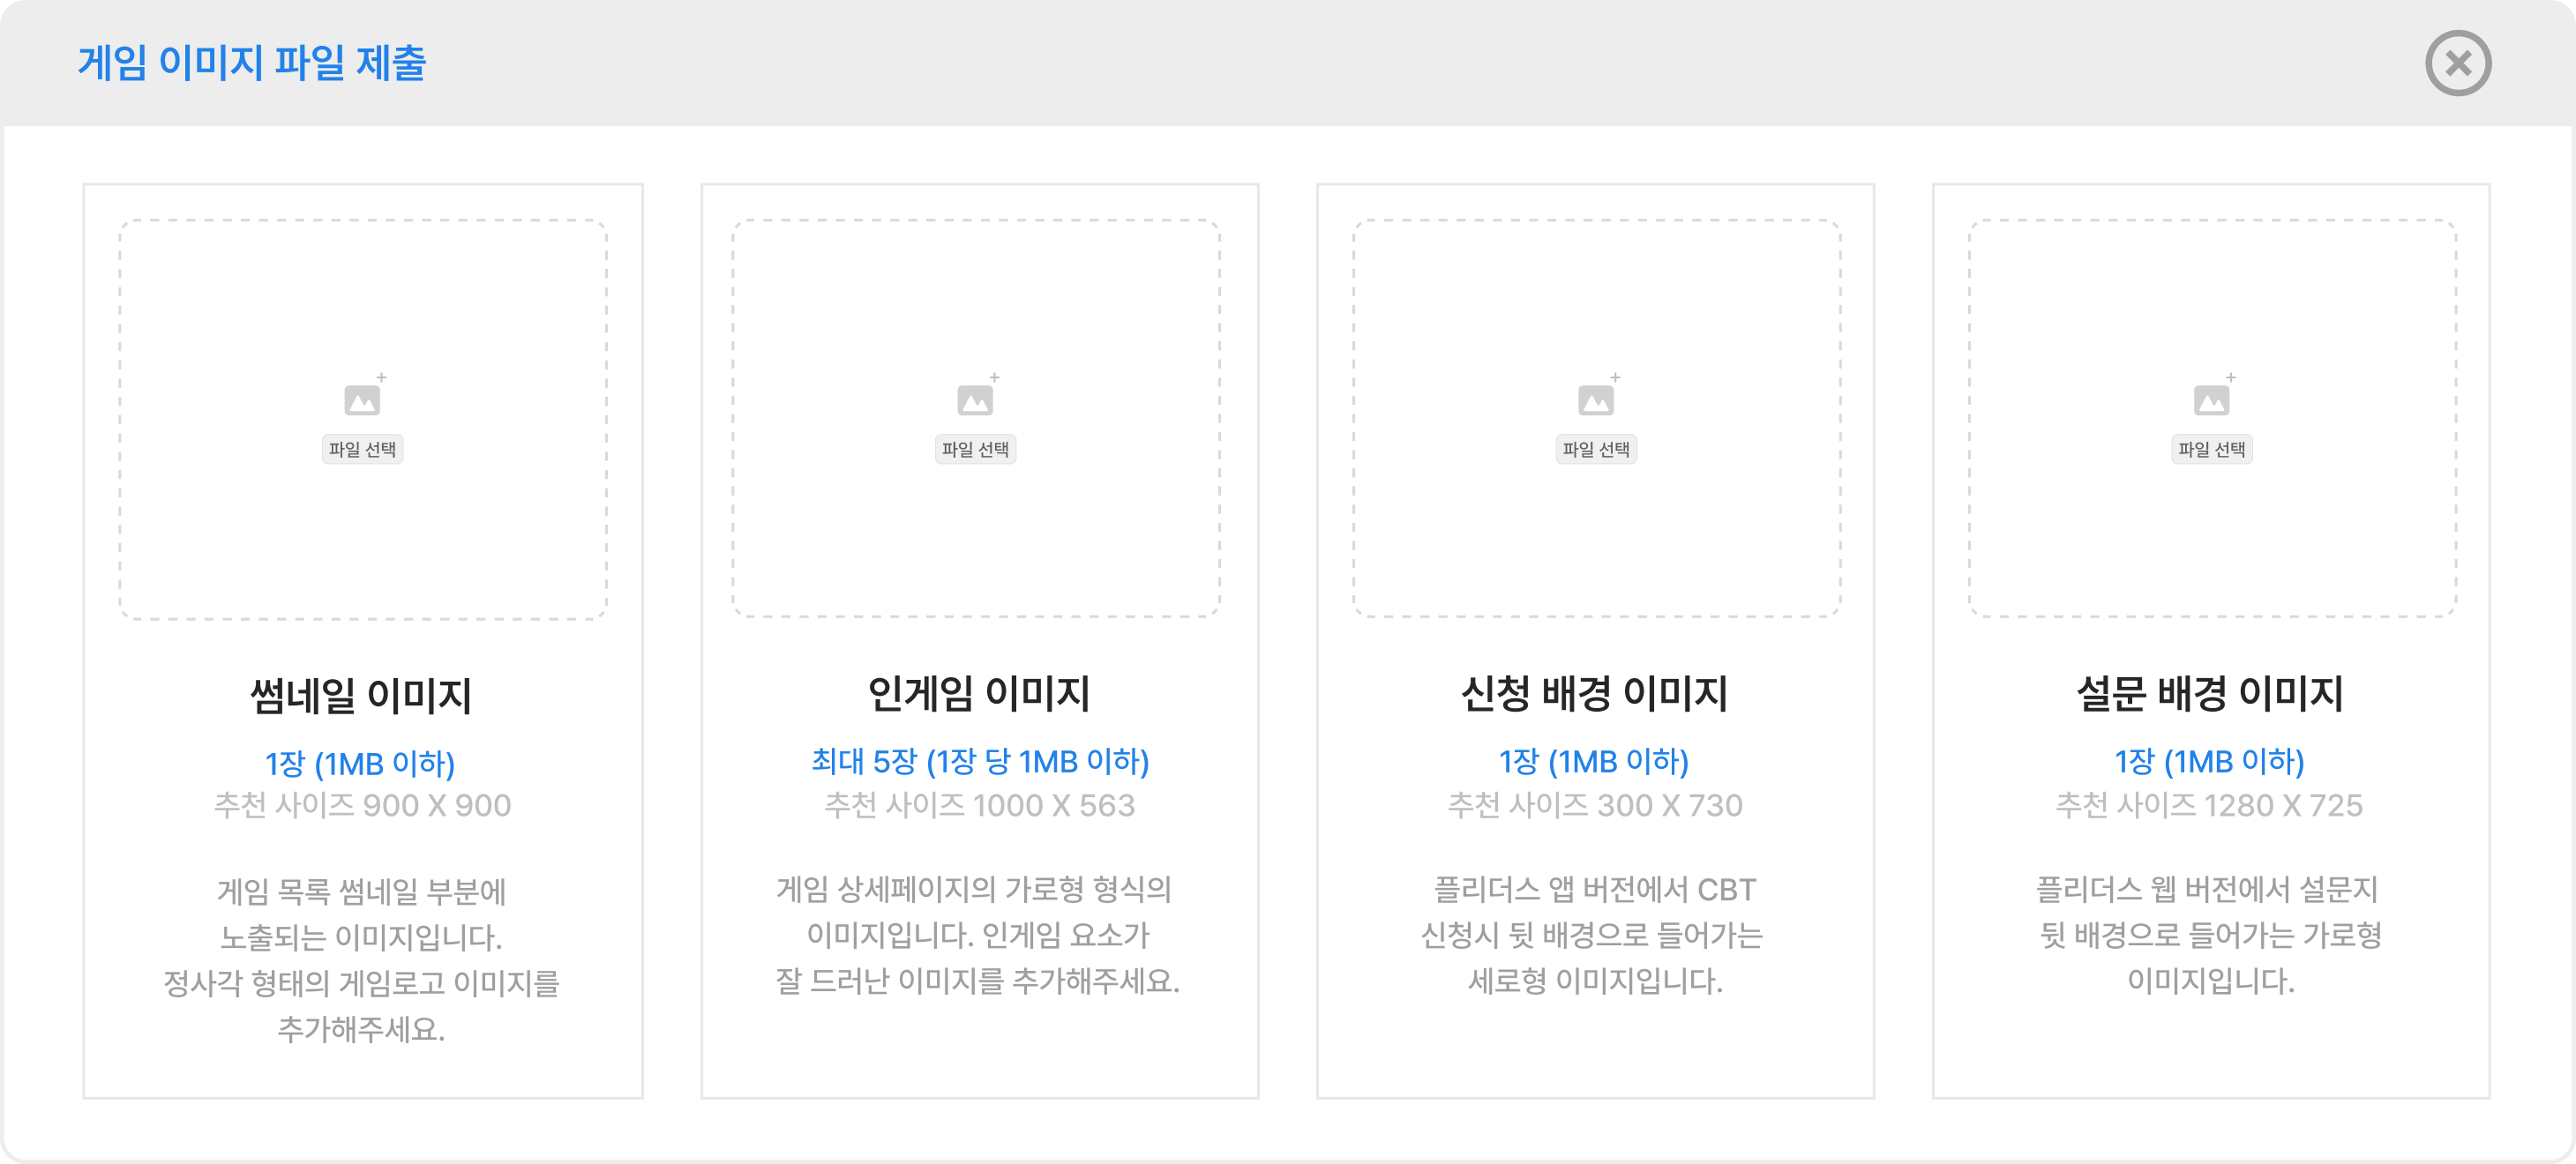 게임 이미지 파일 제출
파일 선택
썸네일 이미지
1장 (1MB 이하)
추천 사이즈 900 X 900
게임 목록 썸네일 부분에
노출되는 이미지입니다.
정사각 형태의 게임로고 이미지를
추가해주세요.
파일 선택
인게임 이미지
최대 5장 (1장 당 1MB 이하)
추천 사이즈 1000 X 563
게임 상세페이지의 가로형 형식의
이미지입니다. 인게임 요소가
잘 드러난 이미지를 추가해주세요.
파일 선택
신청 배경 이미지
1장 (1MB 이하)
추천 사이즈 300 X 730
플리더스 앱 버전에서 CBT
신청시 뒷 배경으로 들어가는
세로형 이미지입니다.
파일 선택
설문 배경 이미지
1장 (1MB 이하)
추천 사이즈 1280 X 725
플리더스 웹 버전에서 설문지
뒷 배경으로 들어가는 가로형
이미지입니다.